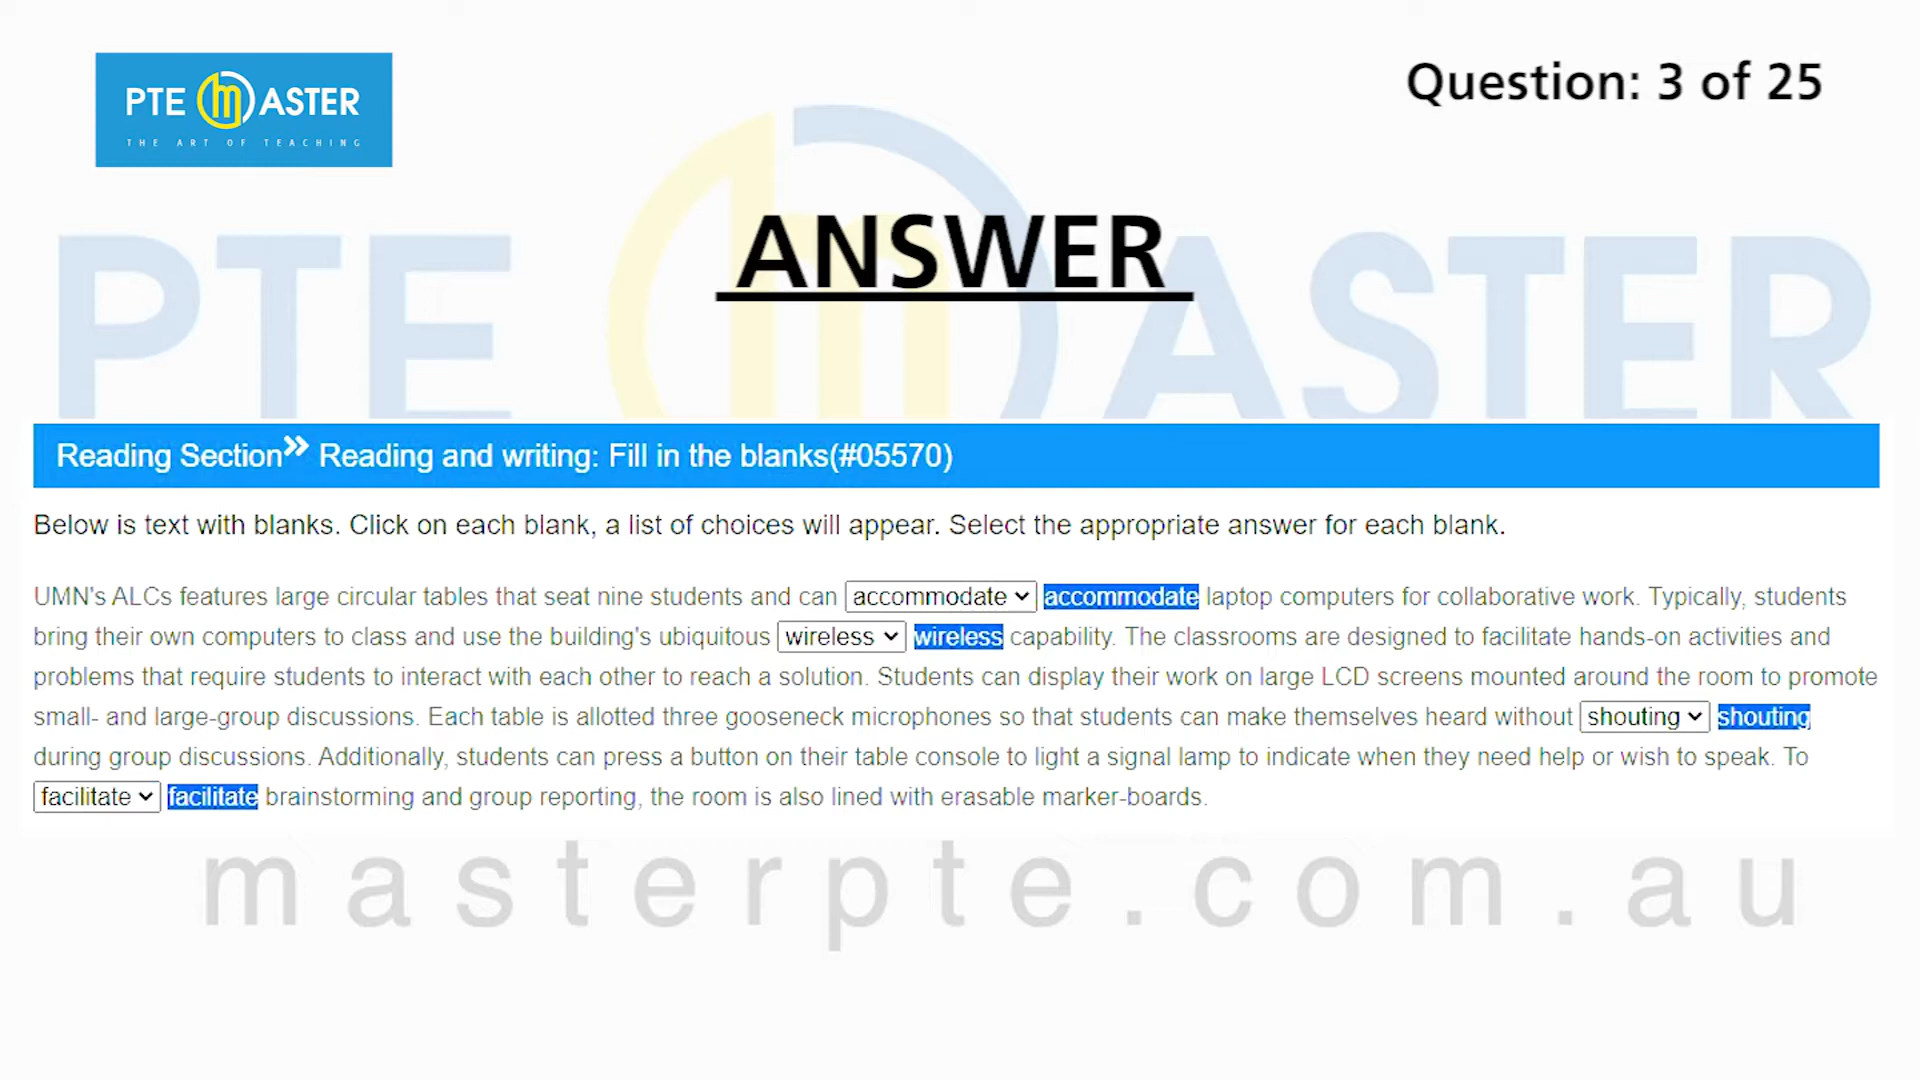 PTE MASTER
THE ART OF TEACHING
Question: 3 of 25
PTE MASTER
ANSWER
Reading Section» Reading and writing: Fill in the blanks(#05570)
Below is text with blanks. Click on each blank, a list of choices will appear. Select the appropriate answer for each blank.
UMN's ALCs features large circular tables that seat nine students and can accommodate accommodate laptop computers for collaborative work. Typically, students
bring their own computers to class and use the building's ubiquitous wireless wireless capability. The classrooms are designed to facilitate hands-on activities and
problems that require students to interact with each other to reach a solution. Students can display their work on large LCD screens mounted around the room to promote
small- and large-group discussions. Each table is allotted three gooseneck microphones so that students can make themselves heard without shouting shouting
during group discussions. Additionally, students can press a button on their table console to light a signal lamp to indicate when they need help or wish to speak. To
facilitate facilitate brainstorming and group reporting, the room is also lined with erasable marker-boards.
masterpte.com.au